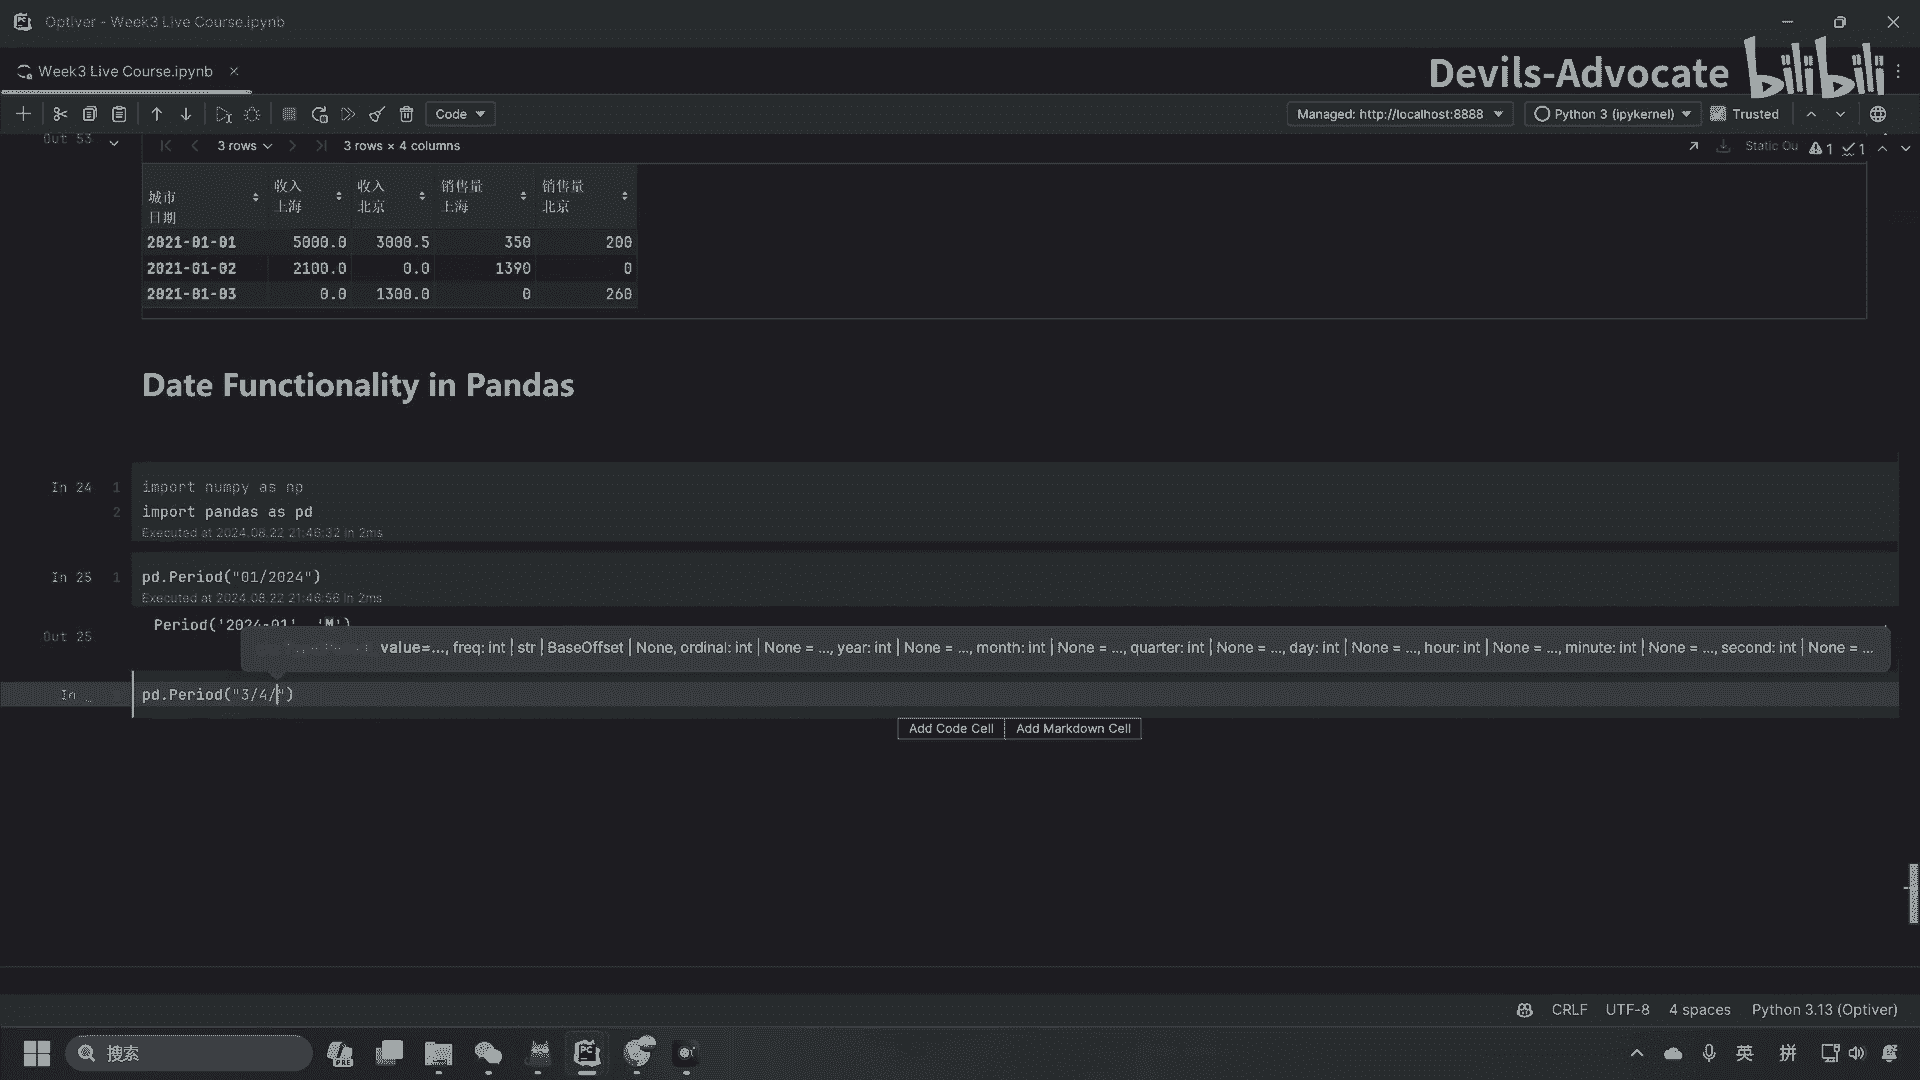 Optiver - Week3 Live Course.ipynb
Week3 Live Course.ipynb
Devils-Advocate bilibili
Code
Managed: http://localhost:8888
Python 3 (ipykernel)
Trusted
Out 53
3 rows
3 rows × 4 columns
Static Ou
1
1
城市 收入 收入 销售量 销售量
日期 上海 北京 上海 北京
2021-01-01 5000.0 3000.5 350 200
2021-01-02 2100.0 0.0 1390 0
2021-01-03 0.0 1300.0 0 260
Date Functionality in Pandas
In 24 1 import numpy as np
2 import pandas as pd
Executed at 2024.08.22 21:46:32 in 2ms
In 25 1 pd.Period("01/2024")
Executed at 2024.08.22 21:46:56 in 2ms
Out 25 Period('2024-01', 'M')
value=..., freq: int | str | BaseOffset | None, ordinal: int | None = ..., year: int | None = ..., month: int | None = ..., quarter: int | None = ..., day: int | None = ..., hour: int | None = ..., minute: int | None = ..., second: int | None = ...
In _ pd.Period("3/4/")
Add Code Cell Add Markdown Cell
CRLF UTF-8 4 spaces Python 3.13 (Optiver)
搜索
PRE
PC
英
拼